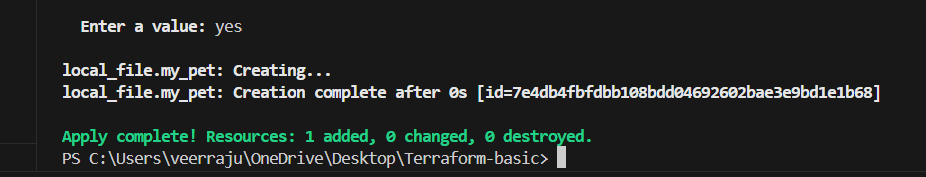 Enter a value: yes
local_file.my_pet: Creating...
local_file.my_pet: Creation complete after 0s [id=7e4db4fbfdbb108bdd04692602bae3e9bd1e1b68]
Apply complete! Resources: 1 added, 0 changed, 0 destroyed.
PS C:\Users\veerraju\OneDrive\Desktop\Terraform-basic>